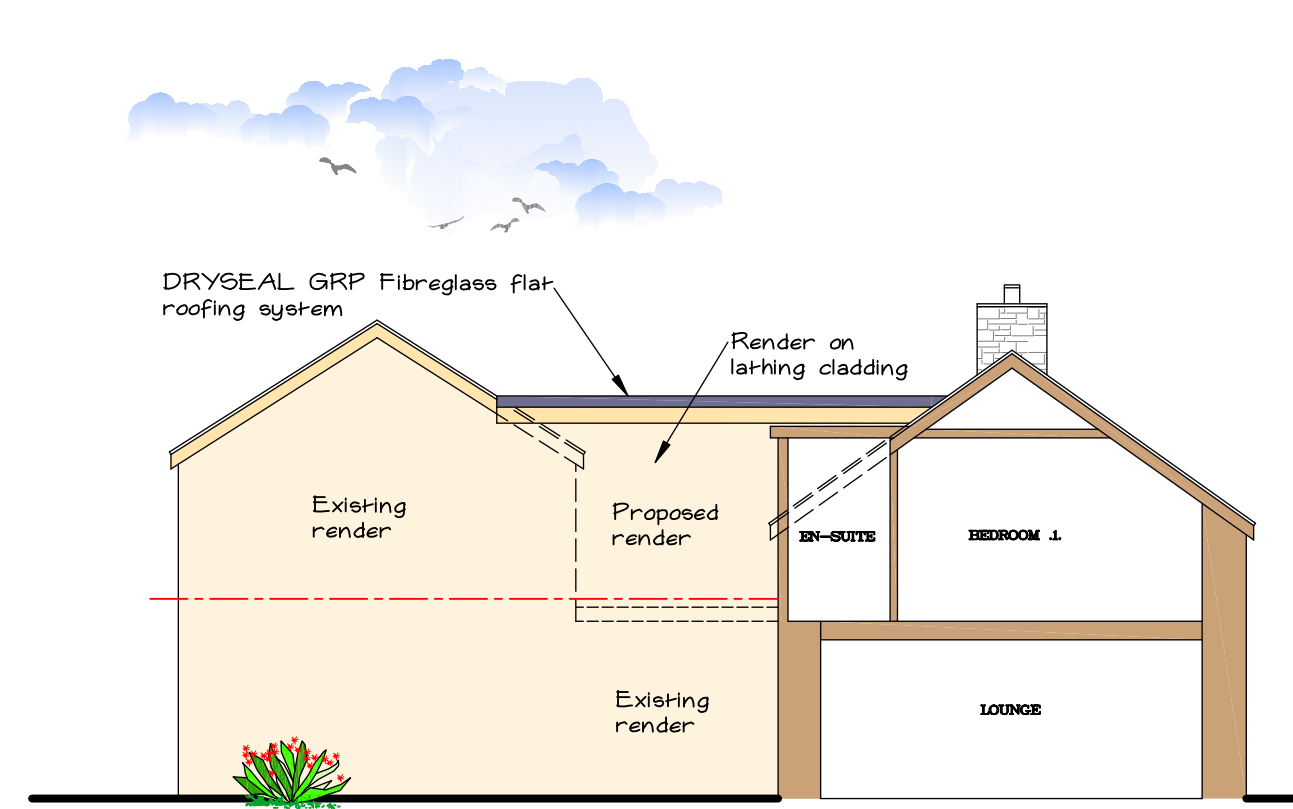 DRYSEAL GRP Fibreglass flat
roofing system
Render on
lathing cladding
Existing
render
Proposed
render
EN-SUITE
BEDROOM .1.
Existing
render
LOUNGE